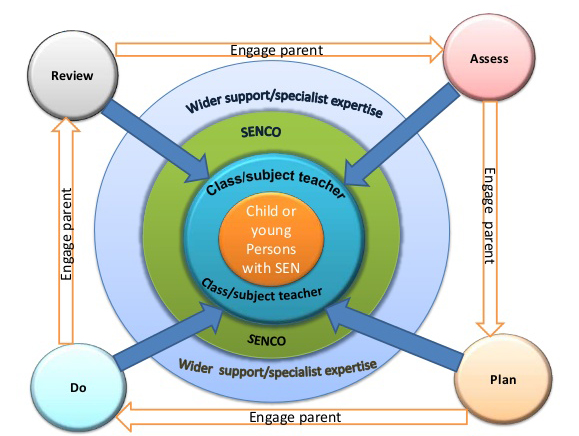 Engage parent
Review
Assess
Wider support/specialist expertise
SENCO
Class/subject teacher
Child or
young
Persons
with SEN
Engage parent
Engage parent
Class/subject teacher
SENCO
Wider support/specialist expertise
Do
Plan
Engage parent